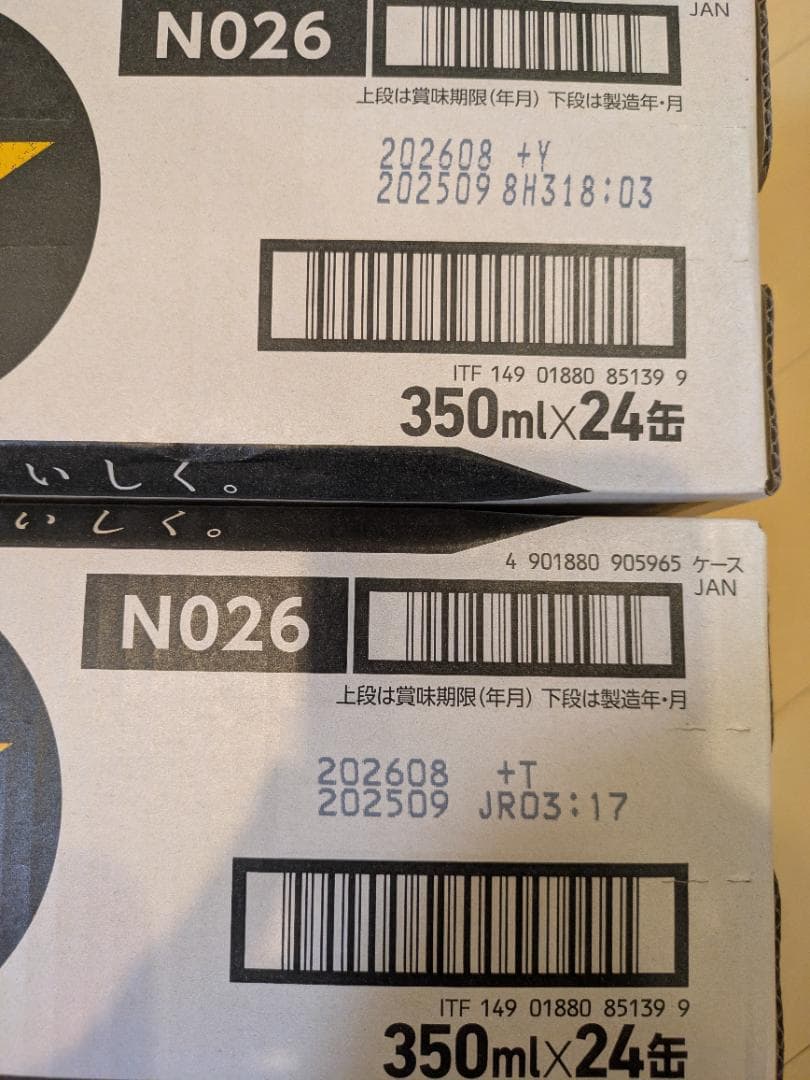 N026
JAN
上段は賞味期限(年月) 下段は製造年・月
202608 +Y
202509 8H318:03
ITF 149 01880 85139 9
350ml×24缶
いしく。
いしく。
4 901880 905965 ケース
JAN
N026
上段は賞味期限(年月) 下段は製造年・月
202608 +T
202509 JR03:17
ITF 149 01880 85139 9
350ml×24缶